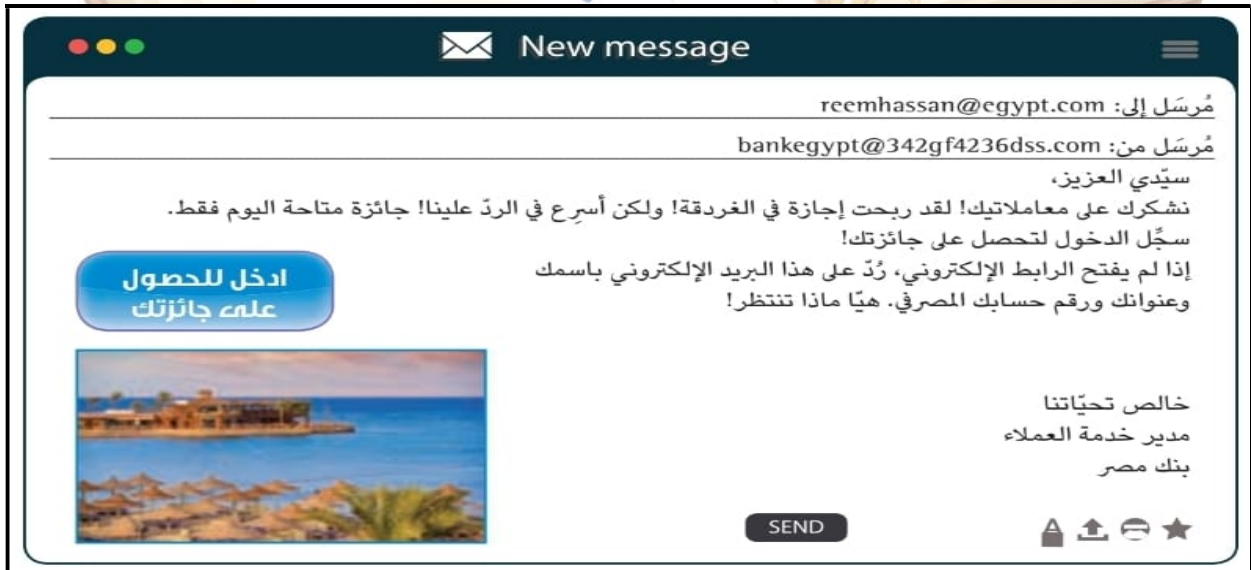 New message
مُرسَل إلى: reemhassan@egypt.com
مُرسَل من: bankegypt@342gf4236dss.com
سيّدي العزيز،
نشكرك على معاملاتيك! لقد ربحت إجازة في الغردقة! ولكن أسرِع في الردّ علينا! جائزة متاحة اليوم فقط.
سجِّل الدخول لتحصل على جائزتك!
إذا لم يفتح الرابط الإلكتروني، رُدّ على هذا البريد الإلكتروني باسمك
وعنوانك ورقم حسابك المصرفي. هيّا ماذا تنتظر!
ادخل للحصول
على جائزتك
خالص تحيّاتنا
مدير خدمة العملاء
بنك مصر
SEND